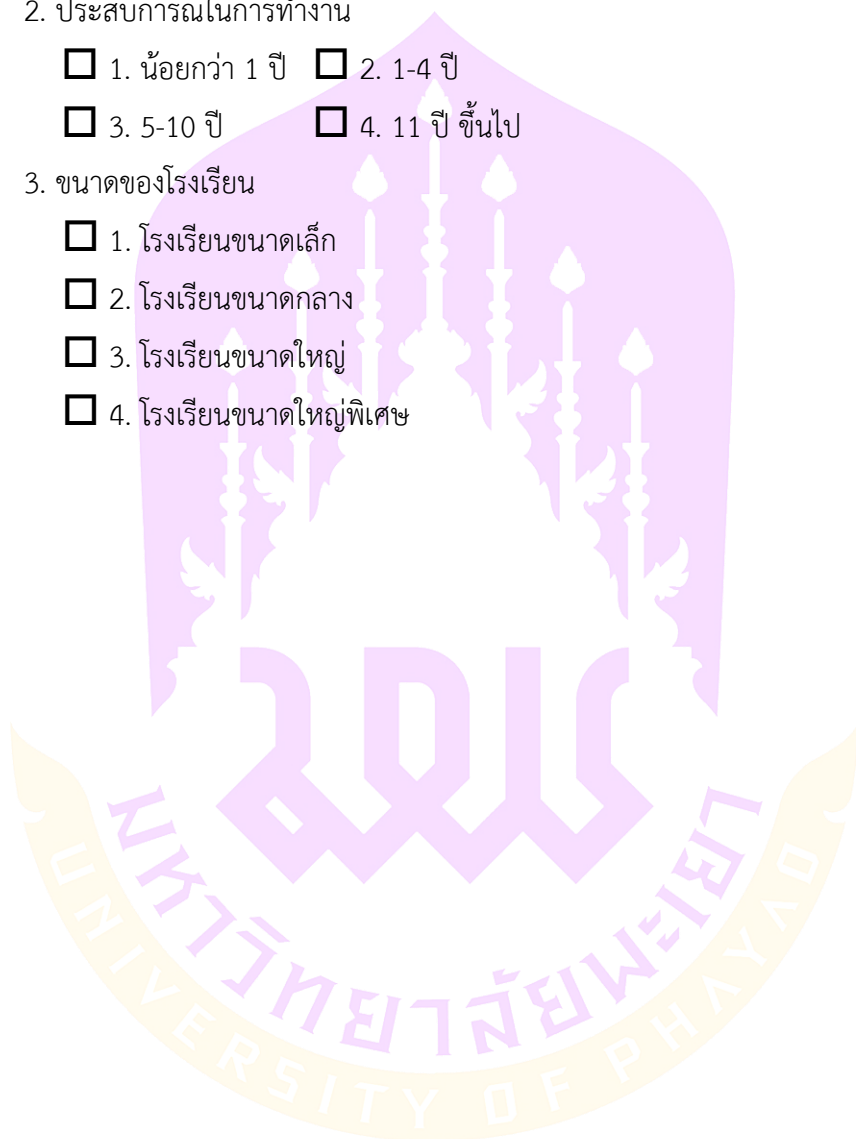 2. ประสบการณ์ในการทำงาน
☐ 1. น้อยกว่า 1 ปี ☐ 2. 1-4 ปี
☐ 3. 5-10 ปี ☐ 4. 11 ปี ขึ้นไป
3. ขนาดของโรงเรียน
☐ 1. โรงเรียนขนาดเล็ก
☐ 2. โรงเรียนขนาดกลาง
☐ 3. โรงเรียนขนาดใหญ่
☐ 4. โรงเรียนขนาดใหญ่พิเศษ
มหาวิทยาลัยพะเยา
UNIVERSITY OF PHAYAO